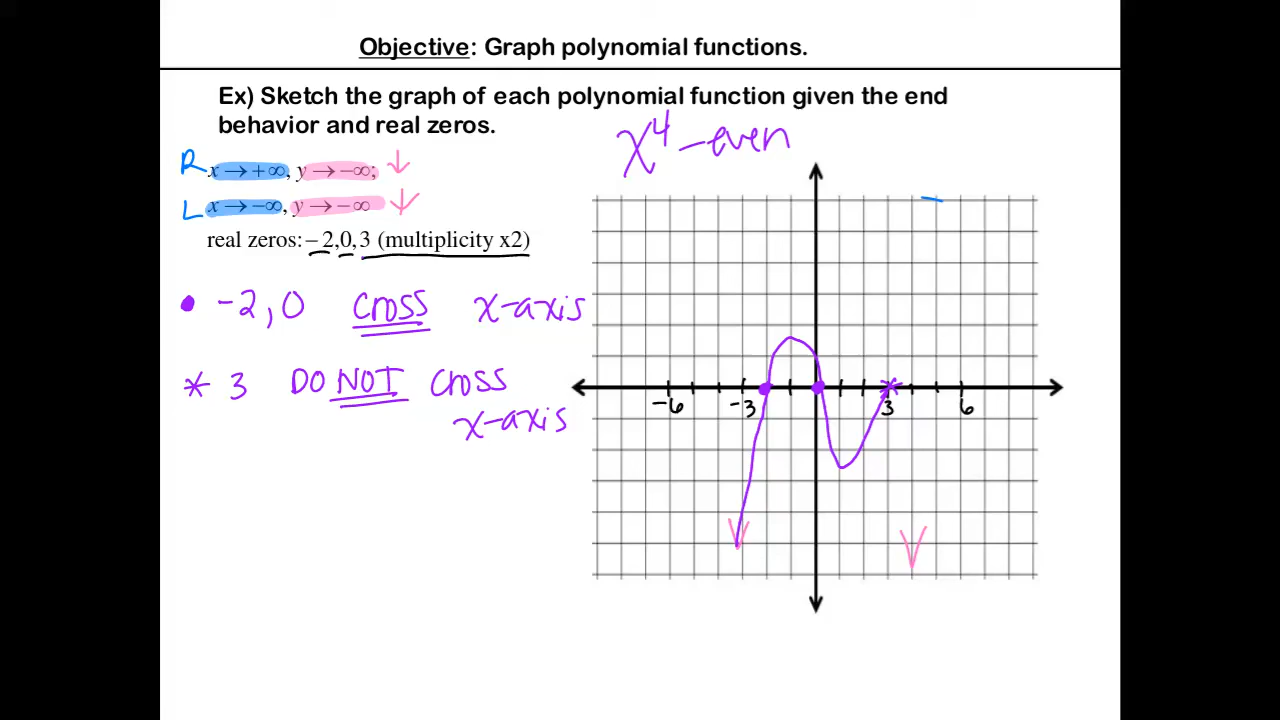 Objective: Graph polynomial functions.
Ex) Sketch the graph of each polynomial function given the end
behavior and real zeros.
x⁴ - even
R x → +∞, y → −∞; ↓
L x → −∞, y → −∞ ↓
real zeros: −2,0,3 (multiplicity x2)
• -2, 0 cross x-axis
* 3 DO NOT cross
x-axis
-6 -3 3 6